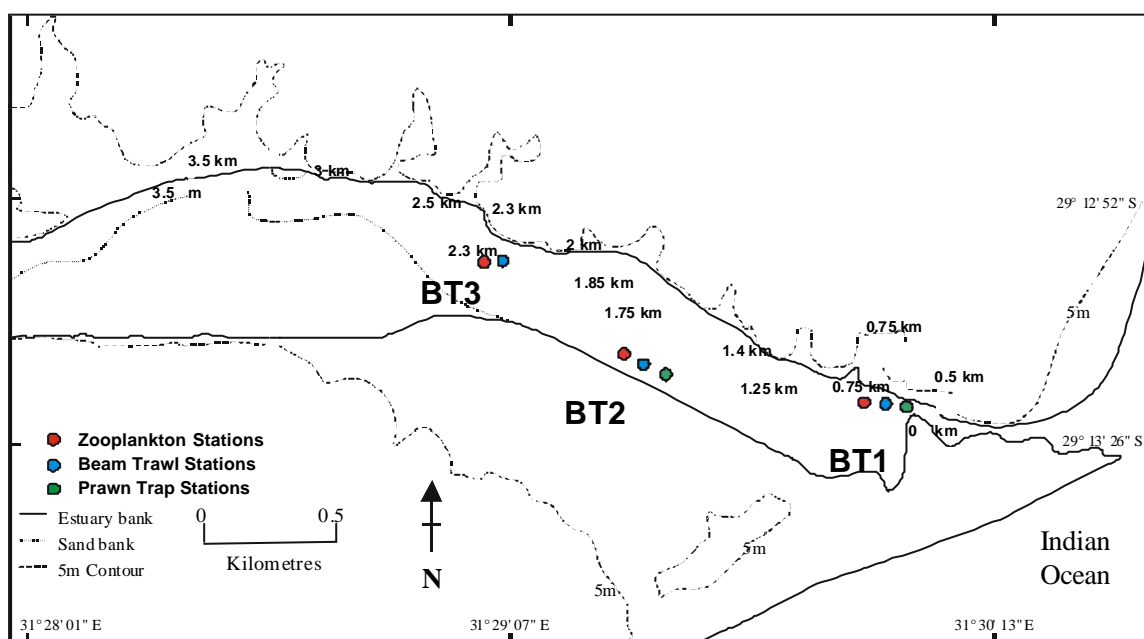 3.5 km
3 km
3.5 m
2.5 km
2.3 km
29° 12' 52" S
2.3 km
2 km
BT3
1.85 km
1.75 km
5m
0.75 km
1.4 km
0.5 km
1.25 km
0.75 km
BT2
0 km
29° 13' 26" S
BT1
Zooplankton Stations
Beam Trawl Stations
Prawn Trap Stations
Estuary bank
Sand bank
5m Contour
0 0.5
Kilometres
N
5m
5m
Indian
Ocean
31° 28' 01" E
31° 29' 07" E
31° 30' 13" E